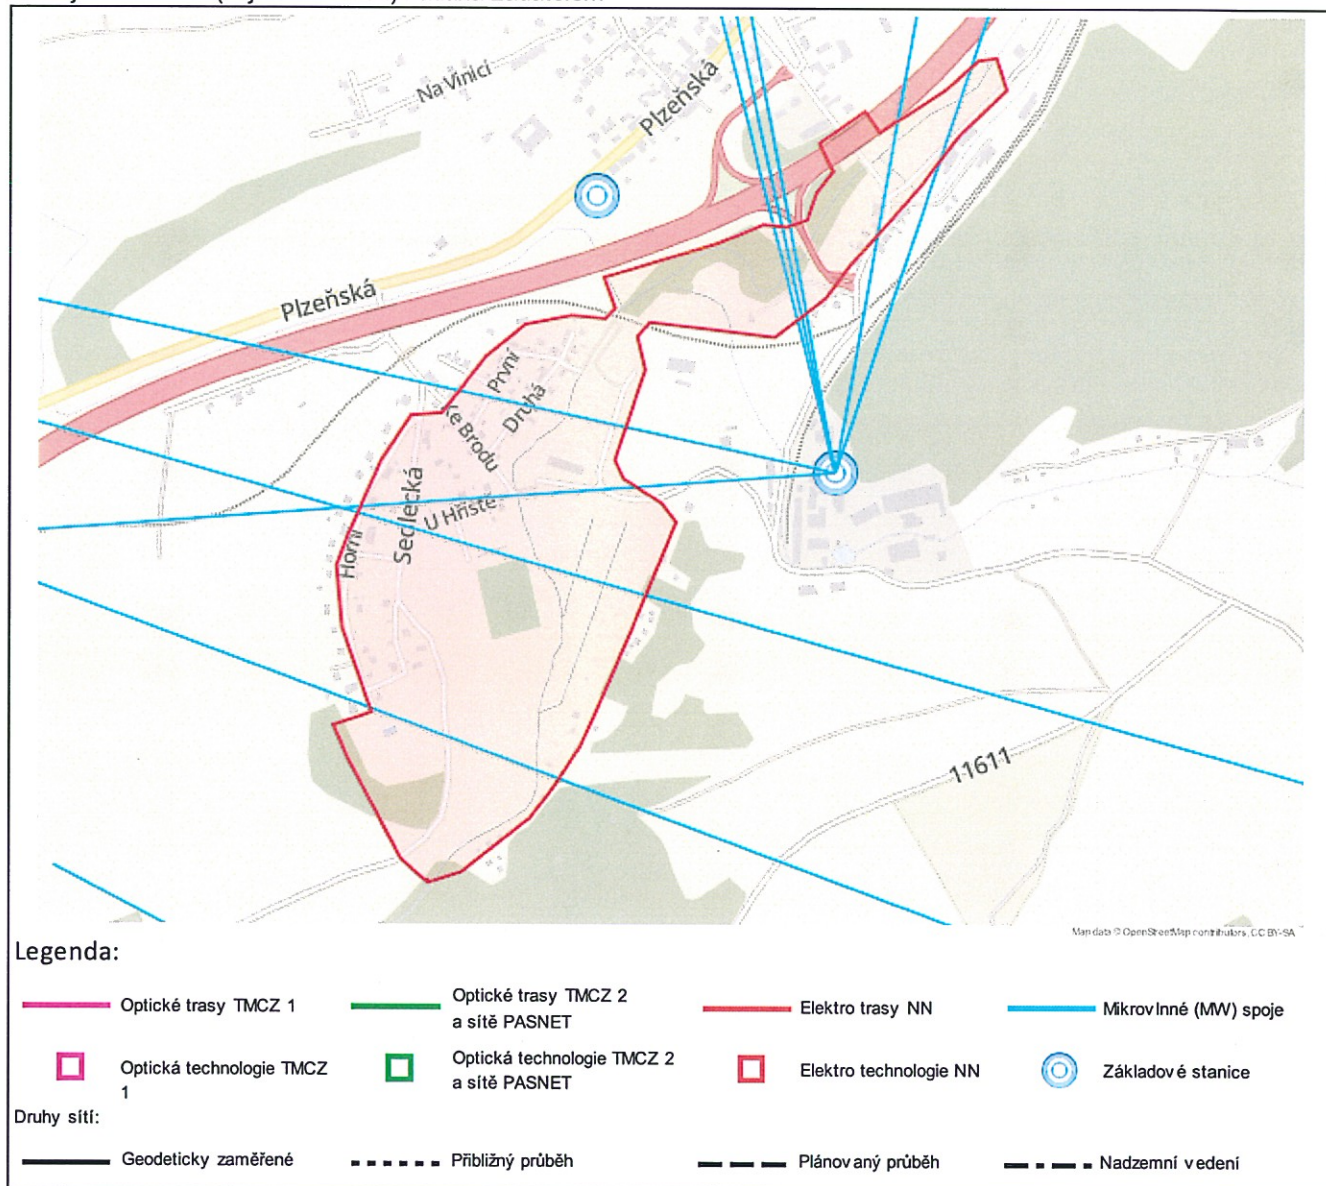 Na Vinici
Plzeňská
Plzeňská
První
Druhá
Ke Brodu
Sedlecká
U Hřiště
Horní
11611
Map data © OpenStreetMap contributors, CC BY-SA
Legenda:
Optické trasy TMCZ 1
Optické trasy TMCZ 2
a sítě PASNET
Elektro trasy NN
Mikrovlnné (MW) spoje
Optická technologie TMCZ
1
Optická technologie TMCZ 2
a sítě PASNET
Elektro technologie NN
Základové stanice
Druhy sítí:
Geodeticky zaměřené
Přibližný průběh
Plánovaný průběh
Nadzemní vedení